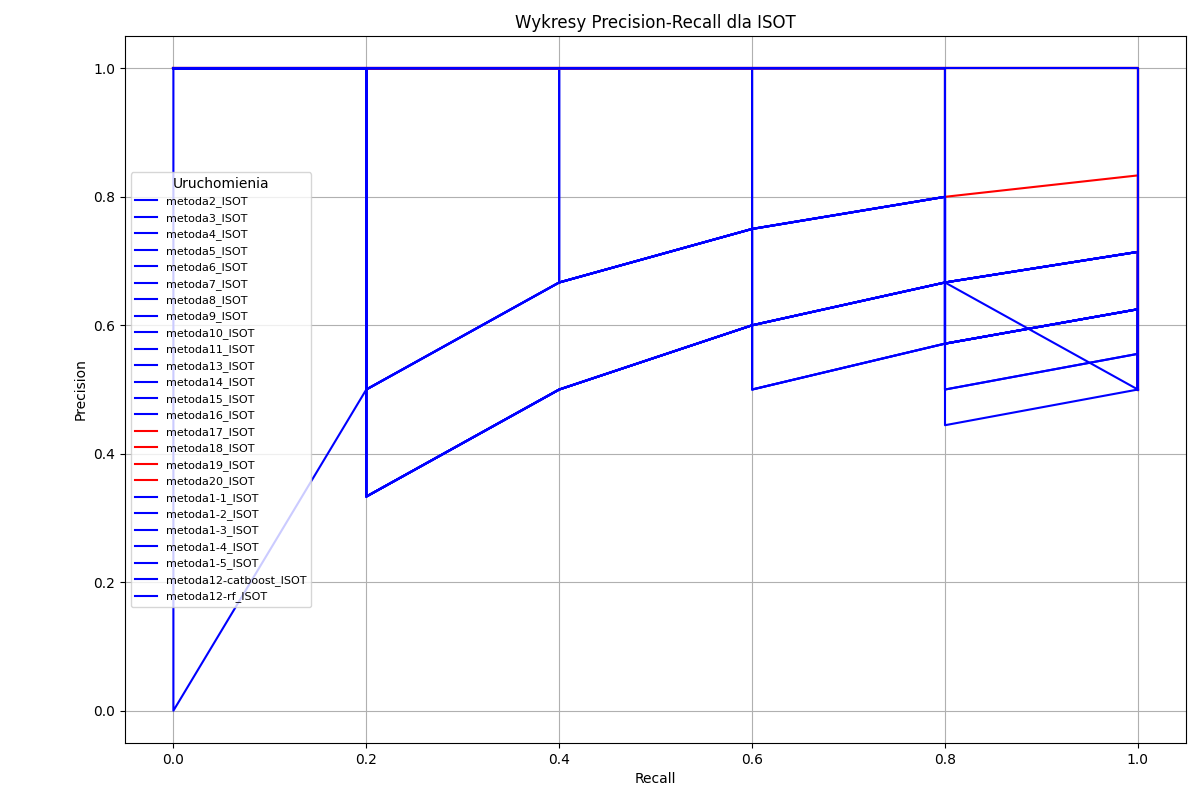 Wykresy Precision-Recall dla ISOT
1.0
0.8
0.6
0.4
0.2
0.0
Precision
Uruchomienia
metoda2_ISOT
metoda3_ISOT
metoda4_ISOT
metoda5_ISOT
metoda6_ISOT
metoda7_ISOT
metoda8_ISOT
metoda9_ISOT
metoda10_ISOT
metoda11_ISOT
metoda13_ISOT
metoda14_ISOT
metoda15_ISOT
metoda16_ISOT
metoda17_ISOT
metoda18_ISOT
metoda19_ISOT
metoda20_ISOT
metoda1-1_ISOT
metoda1-2_ISOT
metoda1-3_ISOT
metoda1-4_ISOT
metoda1-5_ISOT
metoda12-catboost_ISOT
metoda12-rf_ISOT
0.0 0.2 0.4 0.6 0.8 1.0
Recall